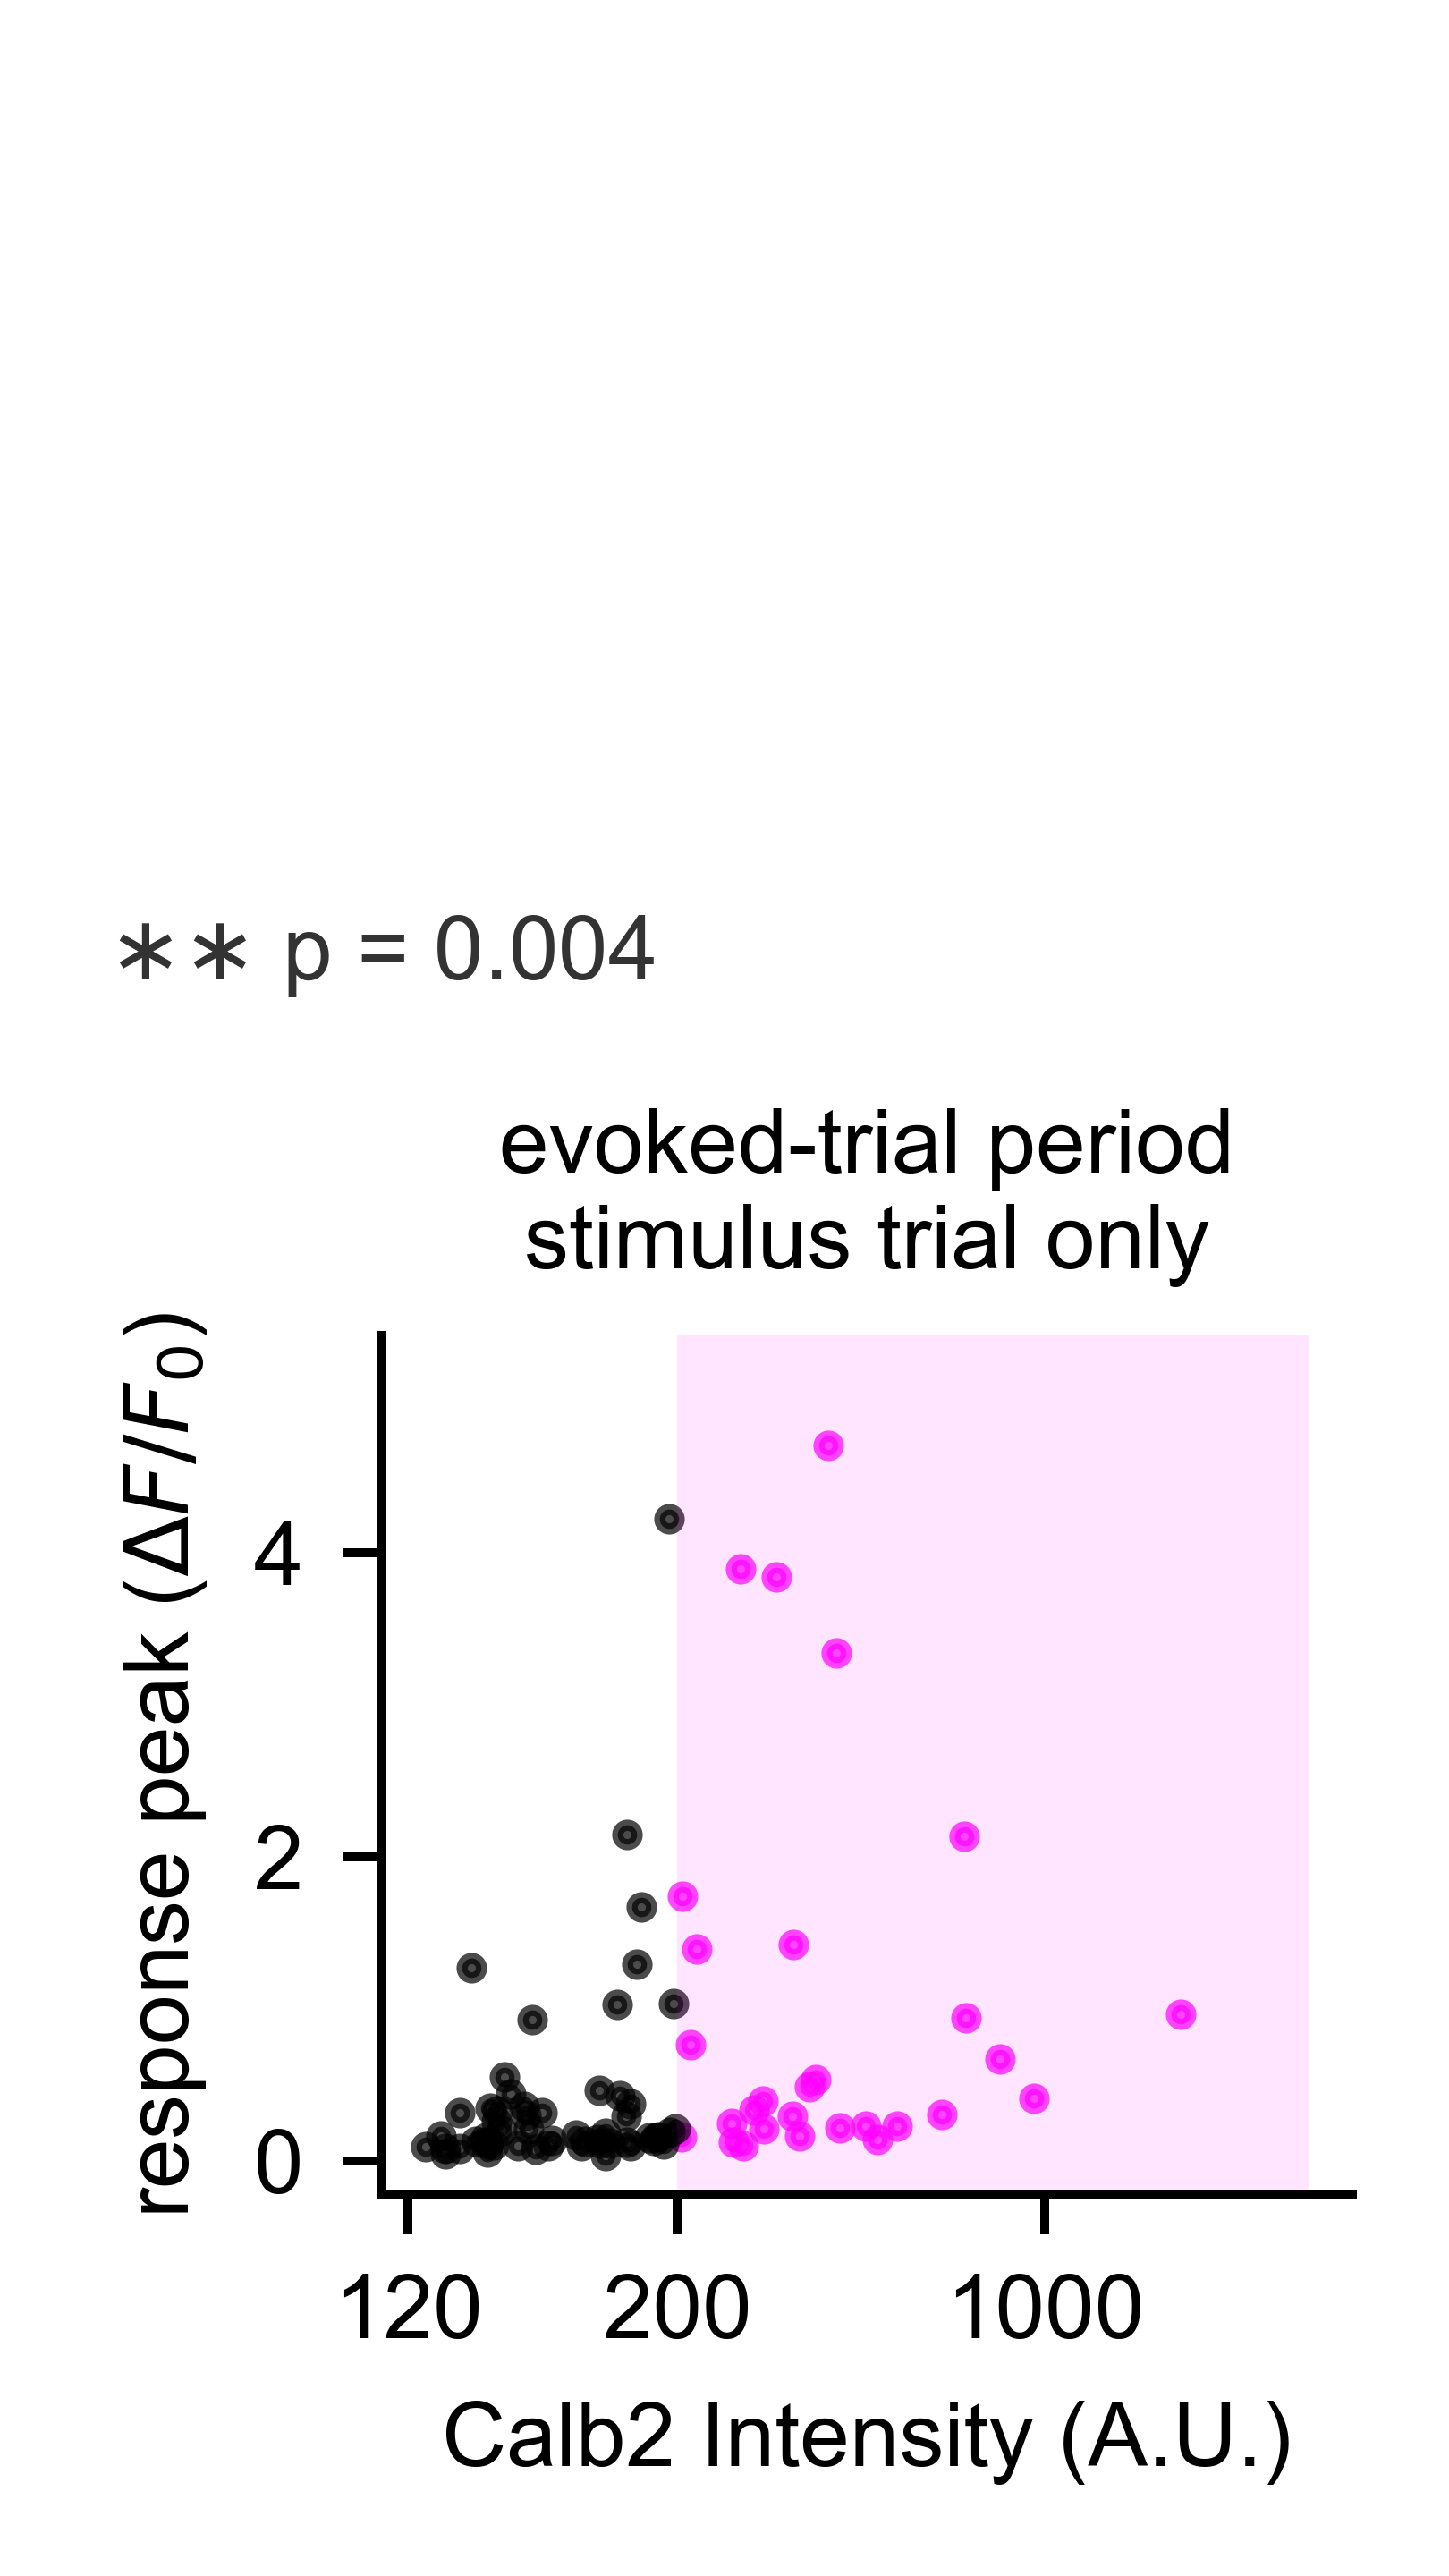 ∗∗ p = 0.004
evoked-trial period
stimulus trial only
response peak (ΔF/F₀)
4
2
0
120 200 1000
Calb2 Intensity (A.U.)